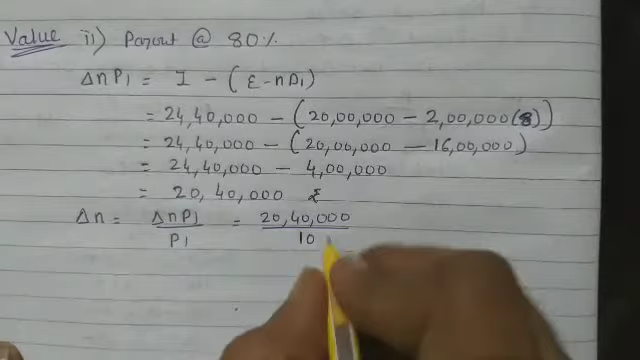 Value ii) Payout @ 80%
ΔnP1 = I - (E-nD1)
= 24,40,000 - (20,00,000 - 2,00,000(8))
= 24,40,000 - (20,00,000 - 16,00,000)
= 24,40,000 - 4,00,000
= 20,40,000 £
Δn = ΔnP1 / P1 = 20,40,000 / 10